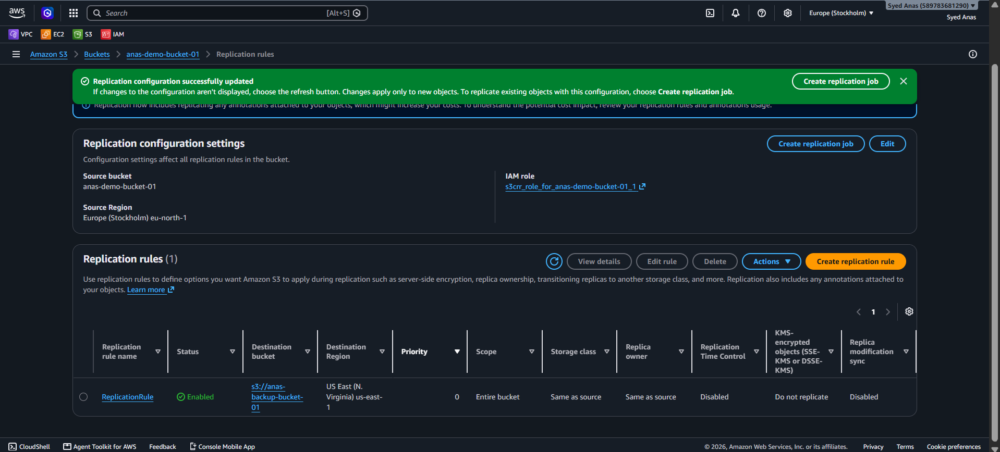 aws
Search
[Alt+S]
Europe (Stockholm)
Syed Anas (589783681290)
Syed Anas
VPC
EC2
S3
IAM
Amazon S3
Buckets
anas-demo-bucket-01
Replication rules
Replication configuration successfully updated
If changes to the configuration aren't displayed, choose the refresh button. Changes apply only to new objects. To replicate existing objects with this configuration, choose Create replication job.
Create replication job
Replication now includes replicating any annotations attached to your objects, which might increase your costs. To understand the potential cost impact, review your replication rules and annotations usage.
Replication configuration settings
Create replication job
Edit
Configuration settings affect all replication rules in the bucket.
Source bucket
anas-demo-bucket-01
Source Region
Europe (Stockholm) eu-north-1
IAM role
s3crr_role_for_anas-demo-bucket-01_1
Replication rules (1)
View details
Edit rule
Delete
Actions
Create replication rule
Use replication rules to define options you want Amazon S3 to apply during replication such as server-side encryption, replica ownership, transitioning replicas to another storage class, and more. Replication also includes any annotations attached to
your objects. Learn more
1
Replication
rule name
Status
Destination
bucket
Destination
Region
Priority
Scope
Storage class
Replica
owner
Replication
Time Control
KMS-
encrypted
objects (SSE-
KMS or DSSE-
KMS)
Replica
modification
sync
ReplicationRule
Enabled
s3://anas-
backup-bucket-
01
US East (N.
Virginia) us-east-
1
0
Entire bucket
Same as source
Same as source
Disabled
Do not replicate
Disabled
CloudShell
Agent Toolkit for AWS
Feedback
Console Mobile App
© 2026, Amazon Web Services, Inc. or its affiliates.
Privacy
Terms
Cookie preferences